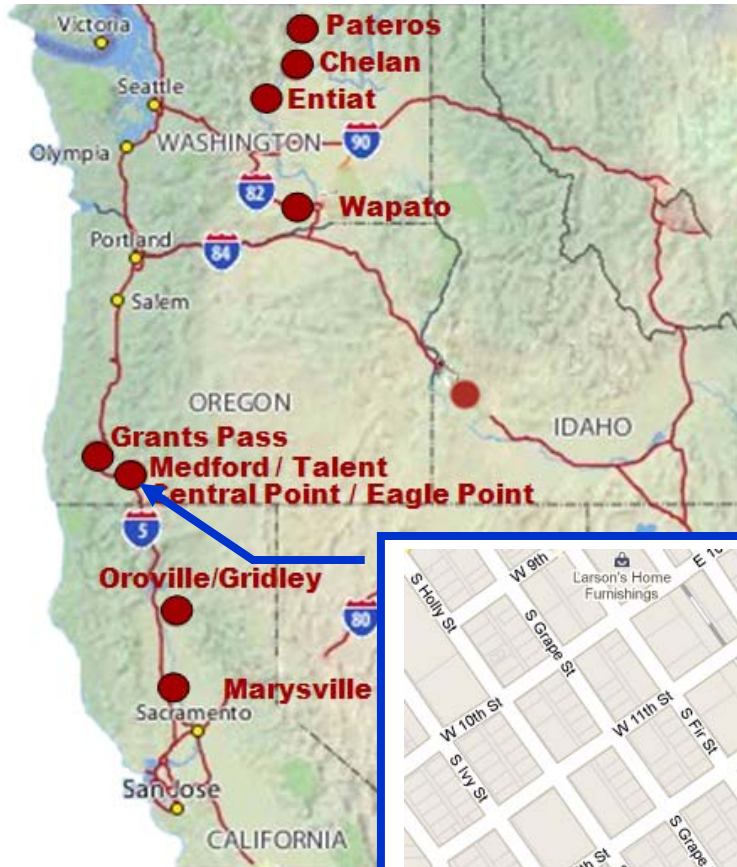 Victoria
Pateros
Chelan
Seattle
Entiat
WASHINGTON
90
Olympia
82
Wapato
Portland
84
Salem
OREGON
IDAHO
Grants Pass
Medford / Talent
Central Point / Eagle Point
5
Oroville/Gridley
80
Marysville
Sacramento
San Jose
CALIFORNIA
W 9th
Larson's Home
Furnishings
S Holly St
S Grape St
W 10th St
W 11th St
S Fir St
S Ivy St
S Grape